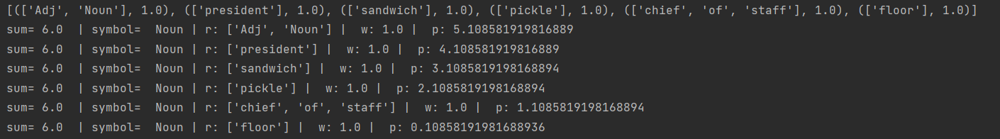 [(['Adj', 'Noun'], 1.0), (['president'], 1.0), (['sandwich'], 1.0), (['pickle'], 1.0), (['chief', 'of', 'staff'], 1.0), (['floor'], 1.0)]
sum= 6.0  | symbol=  Noun | r: ['Adj', 'Noun'] |  w: 1.0 |  p: 5.108581919816889
sum= 6.0  | symbol=  Noun | r: ['president'] |  w: 1.0 |  p: 4.108581919816889
sum= 6.0  | symbol=  Noun | r: ['sandwich'] |  w: 1.0 |  p: 3.1085819198168894
sum= 6.0  | symbol=  Noun | r: ['pickle'] |  w: 1.0 |  p: 2.1085819198168894
sum= 6.0  | symbol=  Noun | r: ['chief', 'of', 'staff'] |  w: 1.0 |  p: 1.1085819198168894
sum= 6.0  | symbol=  Noun | r: ['floor'] |  w: 1.0 |  p: 0.10858191981688936